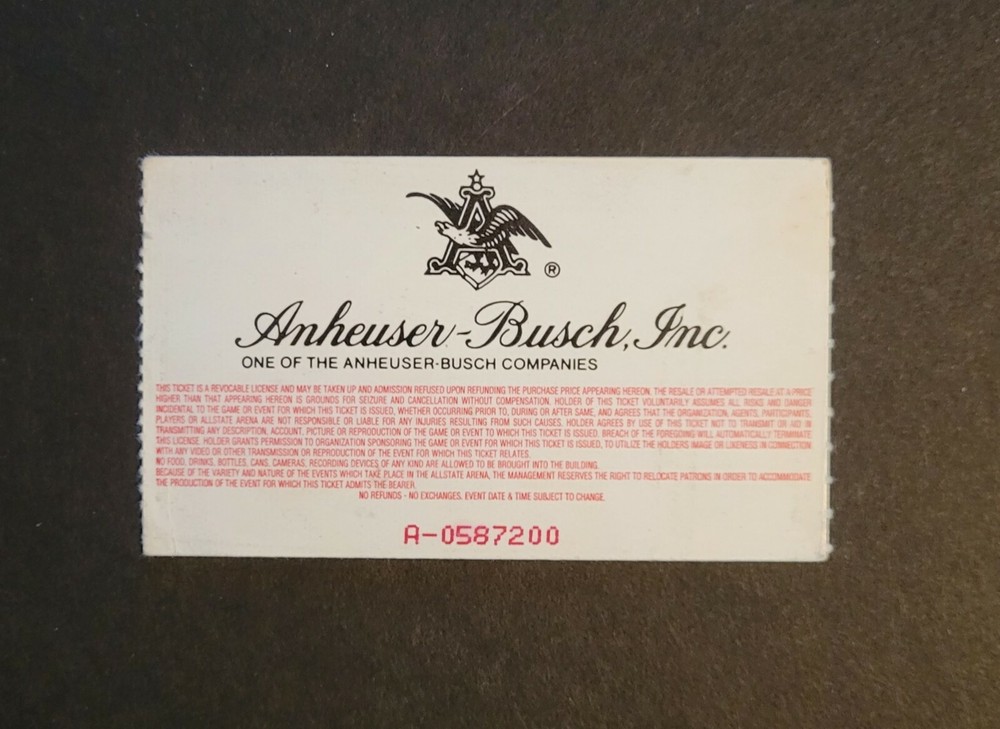 A
®
Anheuser-Busch, Inc.
ONE OF THE ANHEUSER-BUSCH COMPANIES
THIS TICKET IS A REVOCABLE LICENSE AND MAY BE TAKEN UP AND ADMISSION REFUSED UPON REFUNDING THE PURCHASE PRICE APPEARING HEREON. THE RESALE OR ATTEMPTED RESALE AT A PRICE
HIGHER THAN THAT APPEARING HEREON IS GROUNDS FOR SEIZURE AND CANCELLATION WITHOUT COMPENSATION. HOLDER OF THIS TICKET VOLUNTARILY ASSUMES ALL RISKS AND DANGER
INCIDENTAL TO THE GAME OR EVENT FOR WHICH THIS TICKET IS ISSUED, WHETHER OCCURRING PRIOR TO, DURING OR AFTER SAME, AND AGREES THAT THE ORGANIZATION, AGENTS, PARTICIPANTS,
PLAYERS OR ALLSTATE ARENA ARE NOT RESPONSIBLE OR LIABLE FOR ANY INJURIES RESULTING FROM SUCH CAUSES. HOLDER AGREES BY USE OF THIS TICKET NOT TO TRANSMIT OR AID IN
TRANSMITTING ANY DESCRIPTION, ACCOUNT, PICTURE OR REPRODUCTION OF THE GAME OR EVENT TO WHICH THIS TICKET IS ISSUED. BREACH OF THE FOREGOING WILL AUTOMATICALLY TERMINATE
THIS LICENSE. HOLDER GRANTS PERMISSION TO ORGANIZATION SPONSORING THE GAME OR EVENT FOR WHICH THIS TICKET IS ISSUED, TO UTILIZE THE HOLDERS IMAGE OR LIKENESS IN CONNECTION
WITH ANY VIDEO OR OTHER TRANSMISSION OR REPRODUCTION OF THE EVENT FOR WHICH THIS TICKET RELATES.
NO FOOD, DRINKS, BOTTLES, CANS, CAMERAS, RECORDING DEVICES OF ANY KIND ARE ALLOWED TO BE BROUGHT INTO THE BUILDING.
BECAUSE OF THE VARIETY AND NATURE OF THE EVENTS WHICH TAKE PLACE IN THE ALLSTATE ARENA, THE MANAGEMENT RESERVES THE RIGHT TO RELOCATE PATRONS IN ORDER TO ACCOMMODATE
THE PRODUCTION OF THE EVENT FOR WHICH THIS TICKET ADMITS THE BEARER.
NO REFUNDS - NO EXCHANGES. EVENT DATE & TIME SUBJECT TO CHANGE.
A-0587200